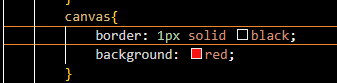 }
canvas{
border: 1px solid black;
background: red;
}